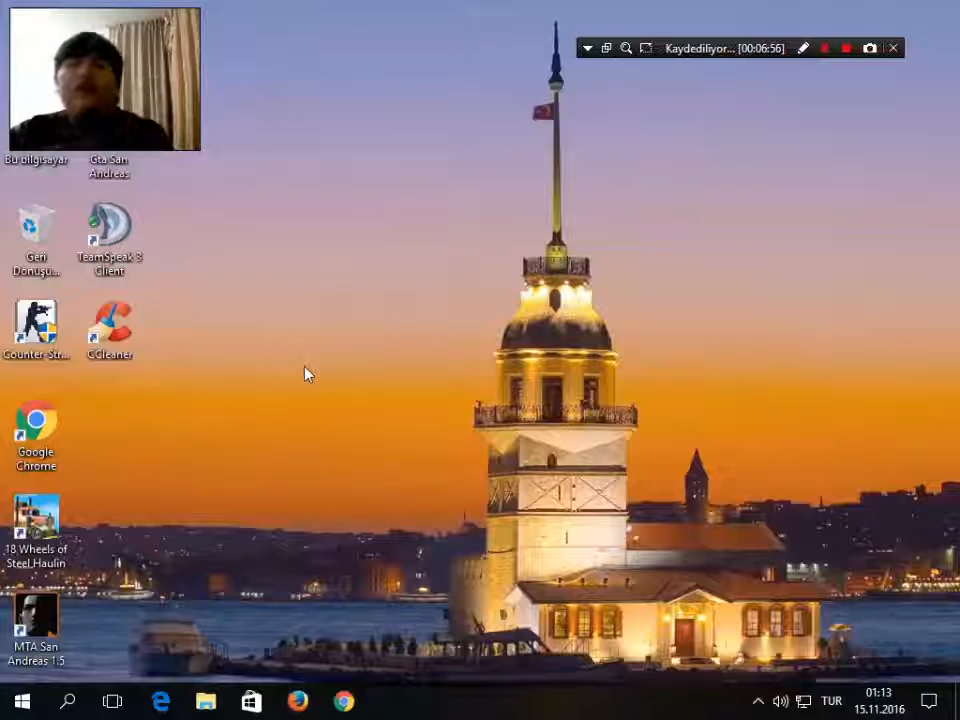 Kaydediliyor... [00:06:56]
Bu bilgisayar
Gta San
Andreas
Geri
Dönüşü...
TeamSpeak 3
Client
Counter-Str...
CCleaner
Google
Chrome
18 Wheels of
Steel Haulin
MTA San
Andreas 1.5
TUR
01:13
15.11.2016